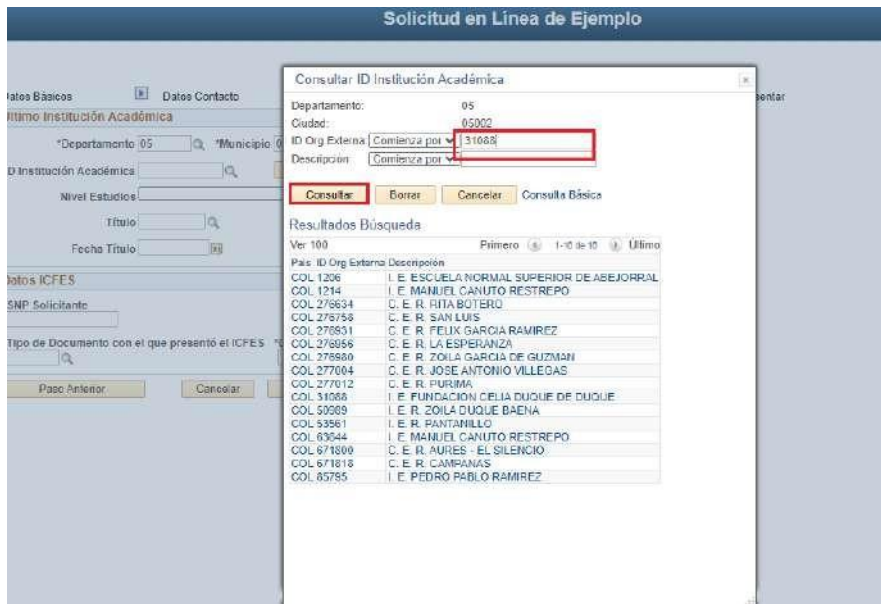 Solicitud en Línea de Ejemplo
Datos Básicos
Datos Contacto
entar
Último Institución Académica
*Departamento 05
*Municipio 0
ID Institución Académica
Nivel Estudios
Título
Fecha Título
Datos ICFES
SNP Solicitante
Tipo de Documento con el que presentó el ICFES
Paso Anterior
Cancelar
Consultar ID Institución Académica
Departamento: 05
Ciudad: 05002
ID Org Externa Comienza por 31088
Descripción Comienza por
Consultar Borrar Cancelar Consulta Básica
Resultados Búsqueda
Ver 100 Primero Último
País ID Org Externa Descripción
COL 1206 I. E. ESCUELA NORMAL SUPERIOR DE ABEJORRAL
COL 1214 I. E. MANUEL CANUTO RESTREPO
COL 276634 C. E. R. RITA BOTERO
COL 276758 C. E. R. SAN LUIS
COL 276931 C. E. R. FELIX GARCIA RAMIREZ
COL 276956 C. E. R. LA ESPERANZA
COL 276980 C. E. R. ZOILA GARCIA DE GUZMAN
COL 277004 C. E. R. JOSE ANTONIO VILLEGAS
COL 277012 C. E. R. PURIMA
COL 31088 I. E. FUNDACION CELIA DUQUE DE DUQUE
COL 50989 I. E. R. ZOILA DUQUE BAENA
COL 53561 I. E. R. PANTANILLO
COL 63644 I. E. MANUEL CANUTO RESTREPO
COL 671800 C. E. R. AURES - EL SILENCIO
COL 671818 C. E. R. CAMPANAS
COL 85795 I. E. PEDRO PABLO RAMIREZ